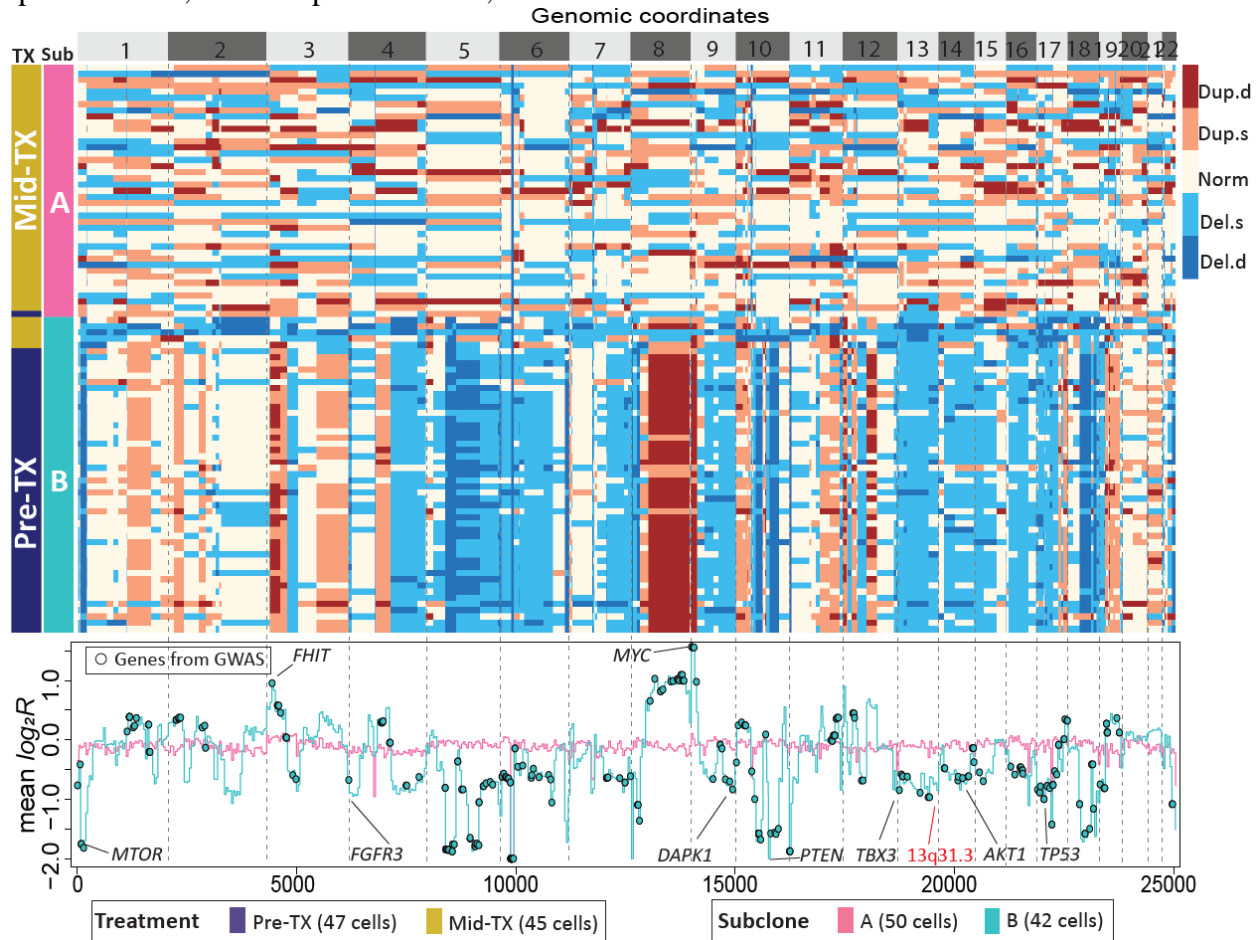 Genomic coordinates
TX Sub 1 2 3 4 5 6 7 8 9 10 11 12 13 14 15 16 17 18 19 20 21 22
Mid-TX
A
Pre-TX
B
Dup.d
Dup.s
Norm
Del.s
Del.d
Genes from GWAS
FHIT
MYC
MTOR
FGFR3
DAPK1
PTEN
TBX3
13q31.3
AKT1
TP53
mean log₂R
1.0
0.0
−1.0
−2.0
0 5000 10000 15000 20000 25000
Treatment Pre-TX (47 cells) Mid-TX (45 cells)
Subclone A (50 cells) B (42 cells)